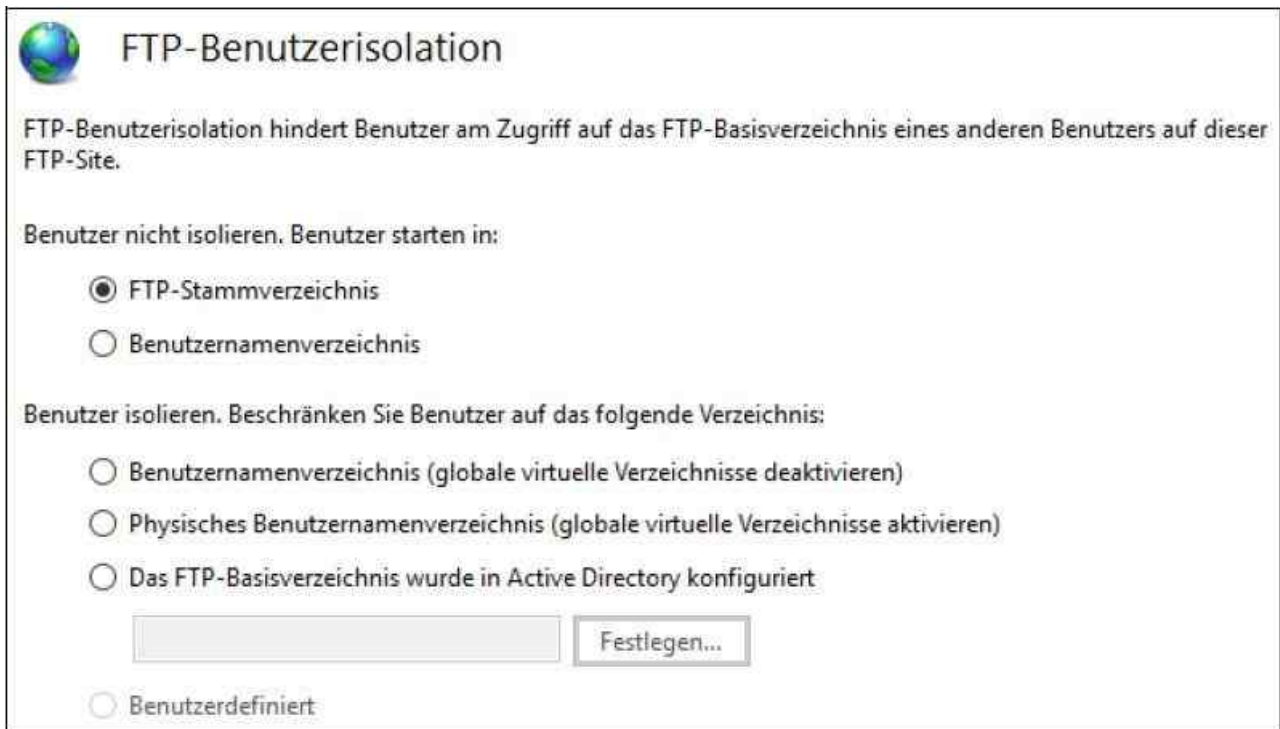 FTP-Benutzerisolation
FTP-Benutzerisolation hindert Benutzer am Zugriff auf das FTP-Basisverzeichnis eines anderen Benutzers auf dieser
FTP-Site.
Benutzer nicht isolieren. Benutzer starten in:
FTP-Stammverzeichnis
Benutzernamenverzeichnis
Benutzer isolieren. Beschränken Sie Benutzer auf das folgende Verzeichnis:
Benutzernamenverzeichnis (globale virtuelle Verzeichnisse deaktivieren)
Physisches Benutzernamenverzeichnis (globale virtuelle Verzeichnisse aktivieren)
Das FTP-Basisverzeichnis wurde in Active Directory konfiguriert
Festlegen...
Benutzerdefiniert